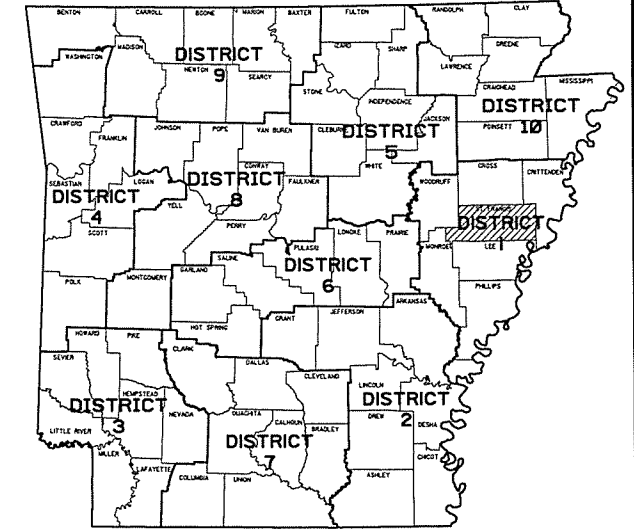 BENTON
CARROLL
BOONE
MARION
BAXTER
FULTON
RANDOLPH
CLAY
WASHINGTON
MADISON
DISTRICT
9
NEWTON
SEARCY
IZARD
SHARP
LAWRENCE
GREENE
STONE
INDEPENDENCE
CRAIGHEAD
MISSISSIPPI
DISTRICT
10
POINSETT
CRAWFORD
FRANKLIN
JOHNSON
POPE
VAN BUREN
CLEBURNE
DISTRICT
5
JACKSON
WHITE
WOODRUFF
CROSS
CRITTENDEN
SEBASTIAN
LOGAN
DISTRICT
4
SCOTT
YELL
CONWAY
DISTRICT
8
FAULKNER
PERRY
ST. FRANCIS
DISTRICT
1
LEE
MONROE
PHILLIPS
POLK
MONTGOMERY
GARLAND
SALINE
PULASKI
LONOKE
PRAIRIE
DISTRICT
6
HOT SPRING
GRANT
JEFFERSON
ARKANSAS
HOWARD
PIKE
CLARK
DALLAS
CLEVELAND
LINCOLN
DISTRICT
2
DREW
DESHA
SEVIER
HEMPSTEAD
DISTRICT
3
NEVADA
LITTLE RIVER
MILLER
LAFAYETTE
OUACHITA
CALHOUN
BRADLEY
DISTRICT
7
COLUMBIA
UNION
ASHLEY
CHICOT